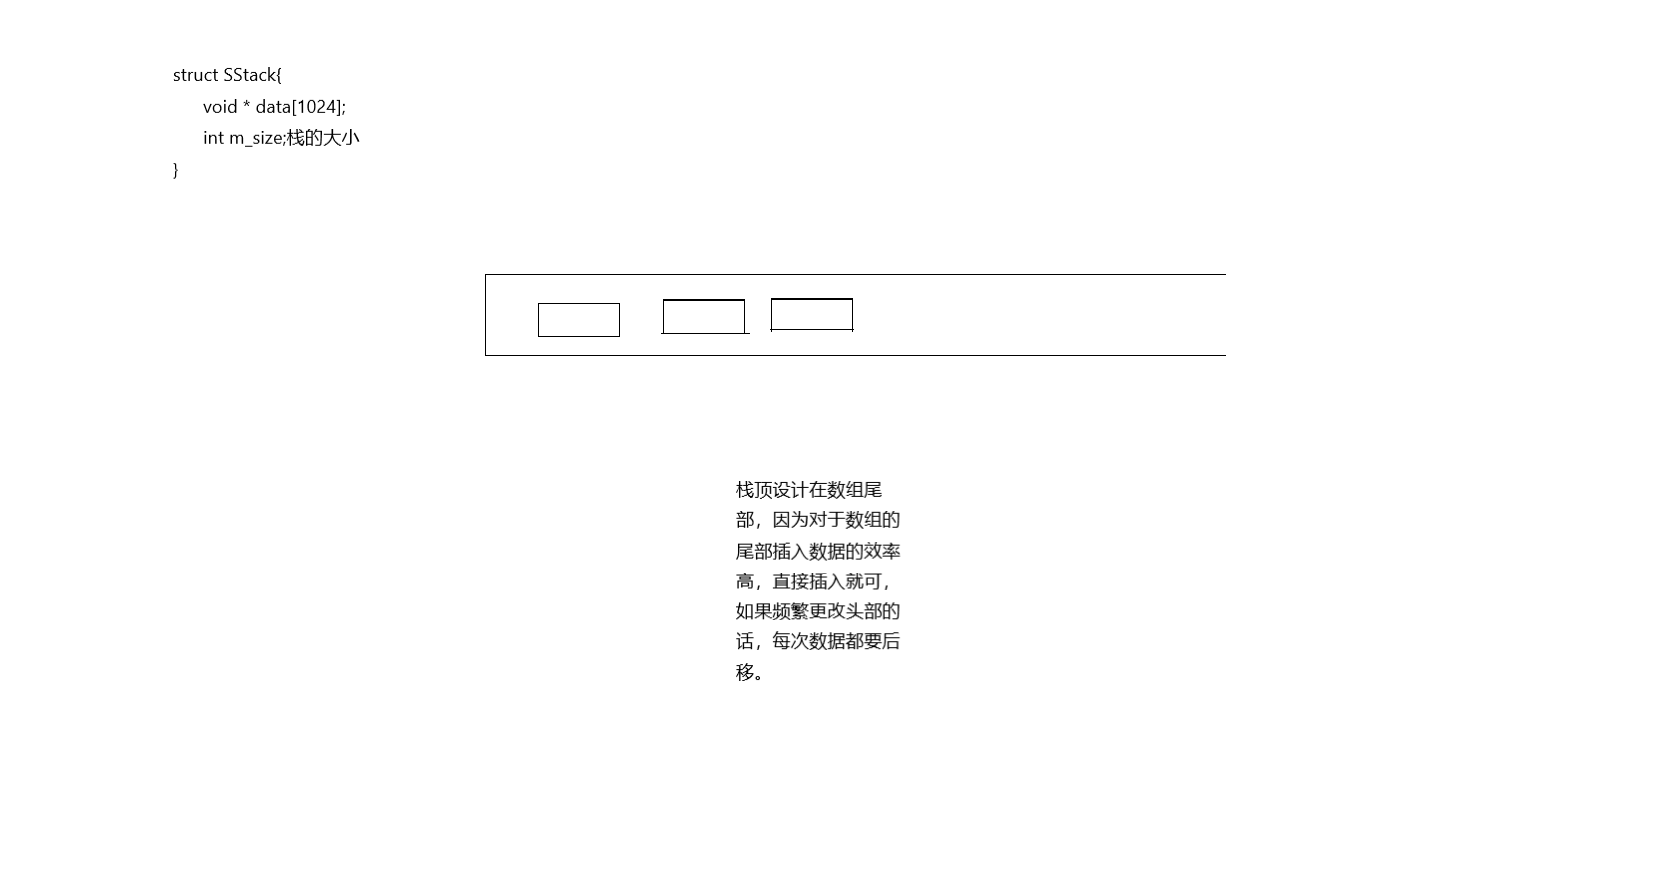 struct SStack{
void * data[1024];
int m_size;栈的大小
}
栈顶设计在数组尾
部，因为对于数组的
尾部插入数据的效率
高，直接插入就可，
如果频繁更改头部的
话，每次数据都要后
移。